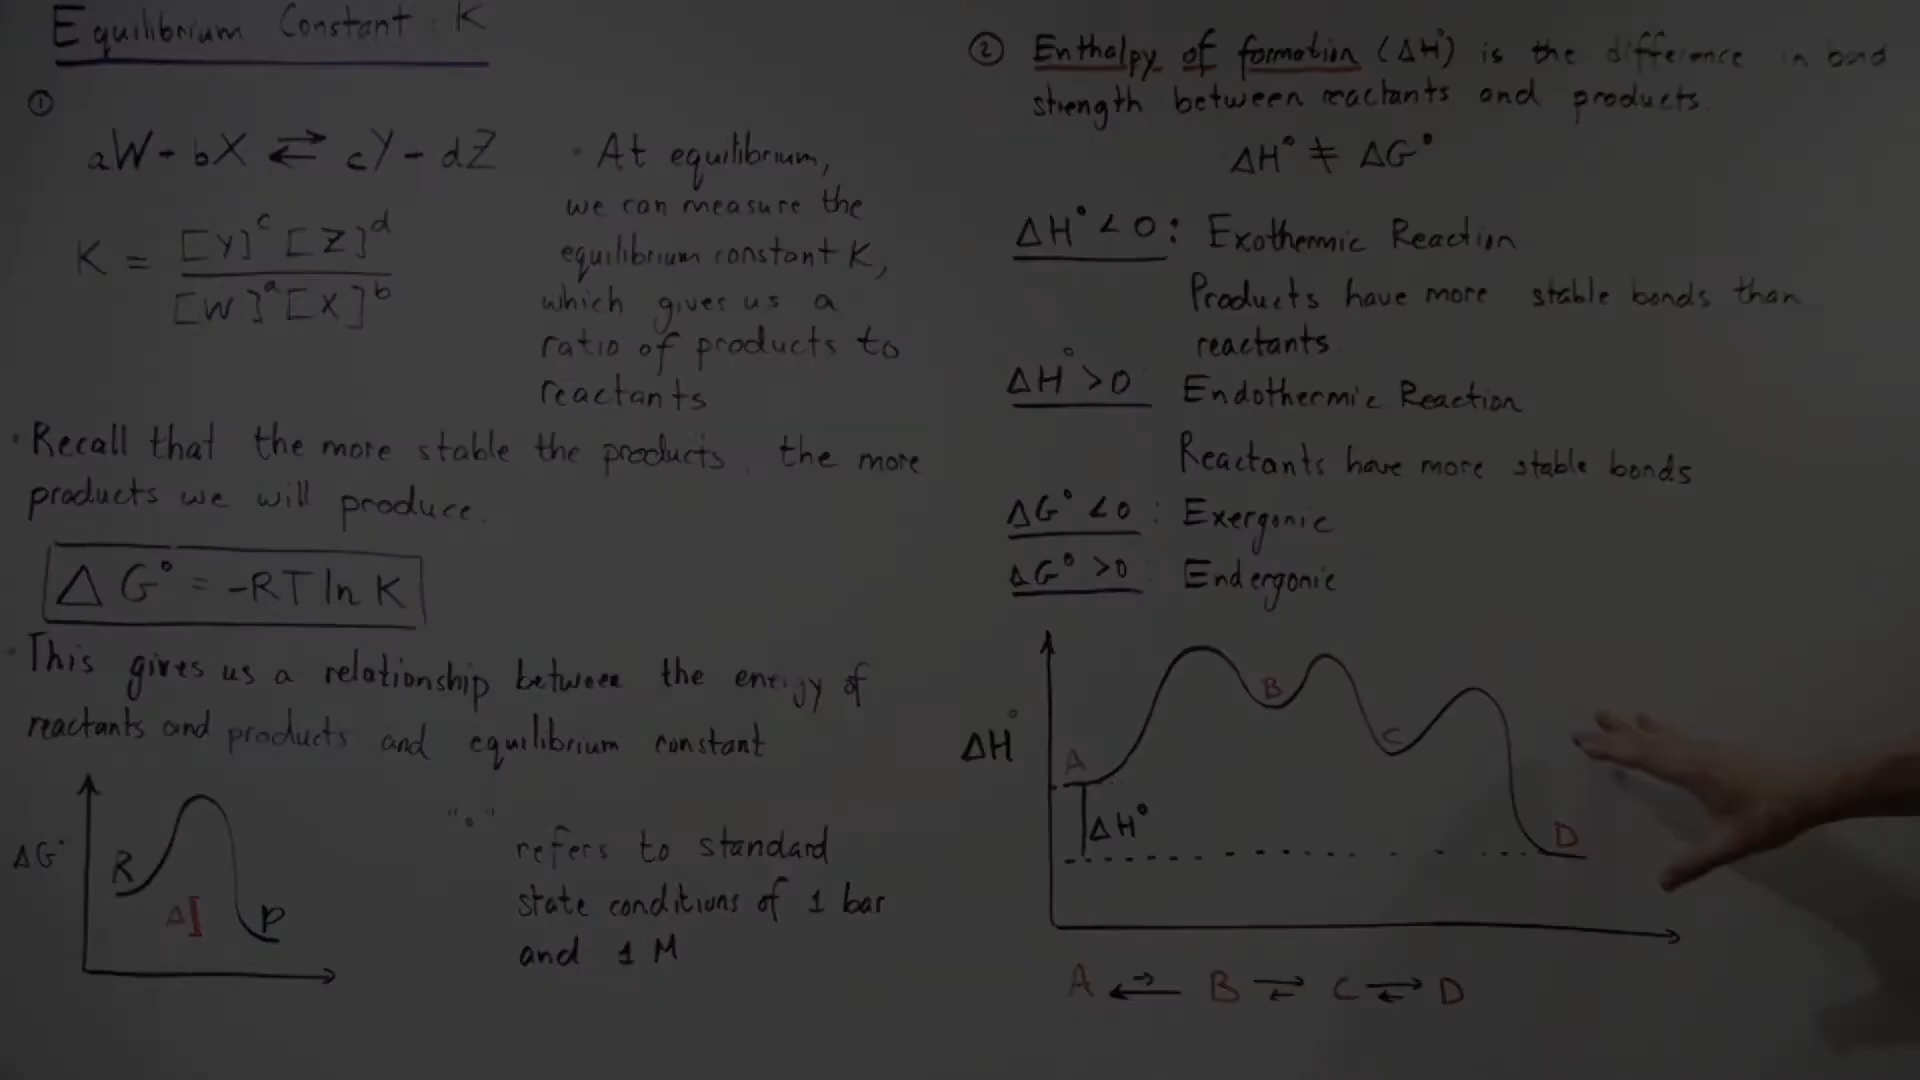 Equilibrium Constant : K
①
aW + bX ⇄ cY - dZ
K = [Y]^c [Z]^d / [W]^a [X]^b
· At equilibrium,
we can measure the
equilibrium constant K,
which gives us a
ratio of products to
reactants
· Recall that the more stable the products, the more
products we will produce.
ΔG° = -RT ln K
· This gives us a relationship between the energy of
reactants and products and equilibrium constant
ΔG°
R
Δ
P
"°"
refers to standard
state conditions of 1 bar
and 1 M
② Enthalpy of formation (ΔH°) is the difference in bond
strength between reactants and products.
ΔH° ≠ ΔG°
ΔH° < 0 : Exothermic Reaction
Products have more stable bonds than
reactants.
ΔH° > 0 Endothermic Reaction
Reactants have more stable bonds
ΔG° < 0 : Exergonic
ΔG° > 0 : Endergonic
ΔH°
A
B
C
D
ΔH°
A ⇄ B ⇄ C ⇄ D